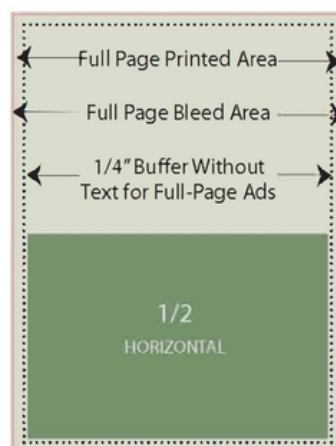 Full Page Printed Area
Full Page Bleed Area
1/4" Buffer Without
Text for Full-Page Ads
1/2
HORIZONTAL